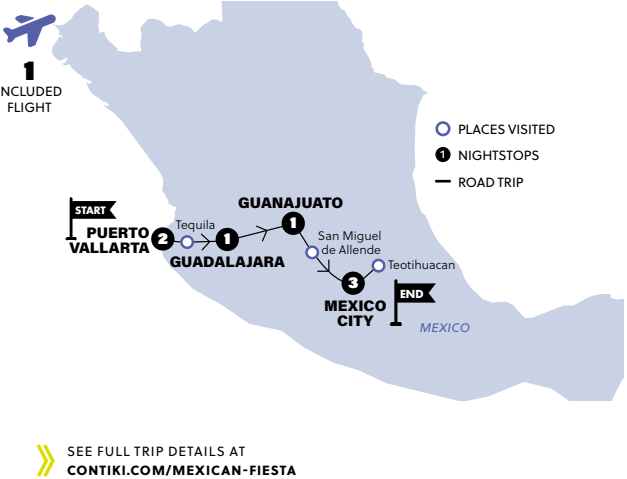 1
INCLUDED
FLIGHT
PLACES VISITED
1 NIGHTSTOPS
ROAD TRIP
START
PUERTO
VALLARTA
2
Tequila
1
GUADALAJARA
GUANAJUATO
1
San Miguel
de Allende
Teotihuacan
3
MEXICO
CITY
END
MEXICO
SEE FULL TRIP DETAILS AT
CONTIKI.COM/MEXICAN-FIESTA